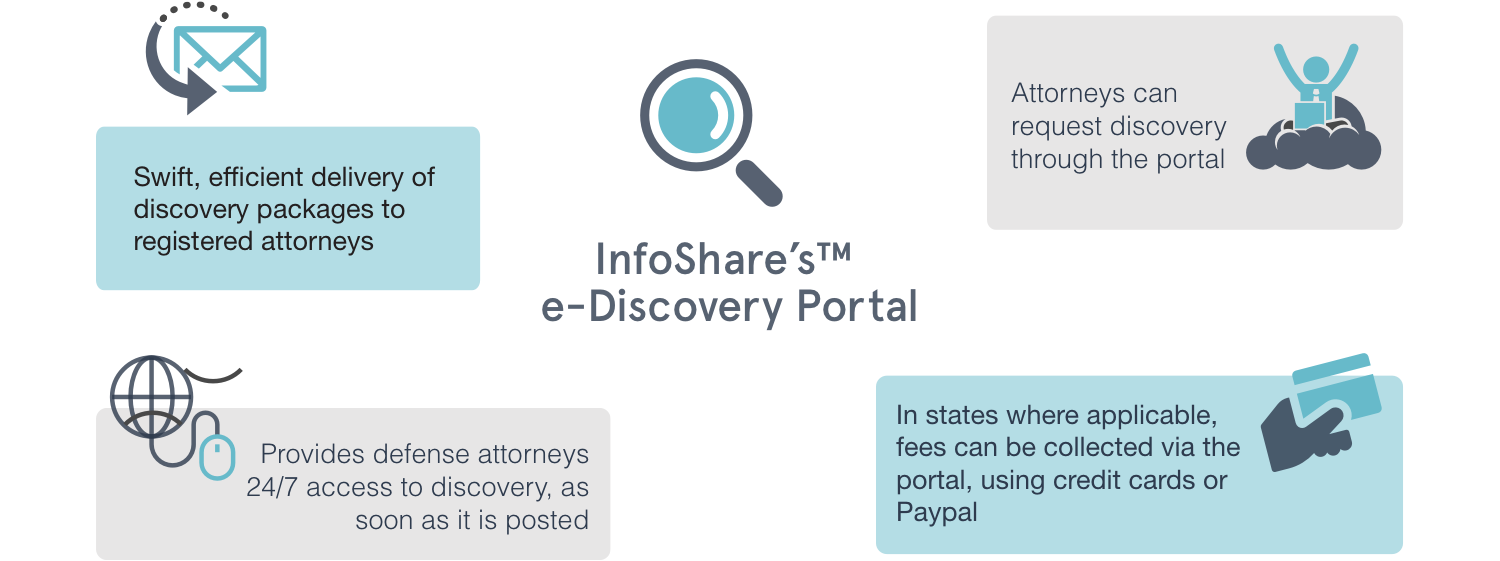 Swift, efficient delivery of
discovery packages to
registered attorneys
InfoShare’s™
e-Discovery Portal
Attorneys can
request discovery
through the portal
Provides defense attorneys
24/7 access to discovery, as
soon as it is posted
In states where applicable,
fees can be collected via the
portal, using credit cards or
Paypal